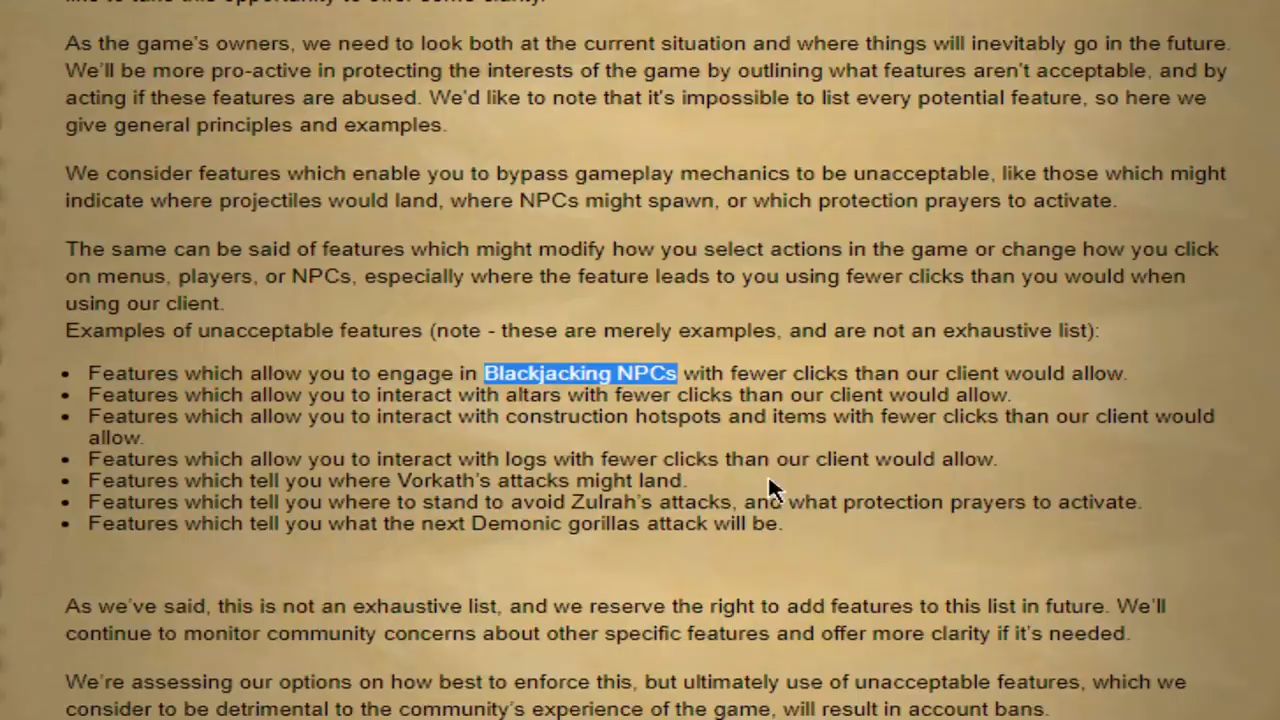 like to take this opportunity to offer some clarity.
As the game's owners, we need to look both at the current situation and where things will inevitably go in the future.
We'll be more pro-active in protecting the interests of the game by outlining what features aren't acceptable, and by
acting if these features are abused. We'd like to note that it's impossible to list every potential feature, so here we
give general principles and examples.
We consider features which enable you to bypass gameplay mechanics to be unacceptable, like those which might
indicate where projectiles would land, where NPCs might spawn, or which protection prayers to activate.
The same can be said of features which might modify how you select actions in the game or change how you click
on menus, players, or NPCs, especially where the feature leads to you using fewer clicks than you would when
using our client.
Examples of unacceptable features (note - these are merely examples, and are not an exhaustive list):
• Features which allow you to engage in Blackjacking NPCs with fewer clicks than our client would allow.
• Features which allow you to interact with altars with fewer clicks than our client would allow.
• Features which allow you to interact with construction hotspots and items with fewer clicks than our client would
allow.
• Features which allow you to interact with logs with fewer clicks than our client would allow.
• Features which tell you where Vorkath's attacks might land.
• Features which tell you where to stand to avoid Zulrah's attacks, and what protection prayers to activate.
• Features which tell you what the next Demonic gorillas attack will be.
As we've said, this is not an exhaustive list, and we reserve the right to add features to this list in future. We'll
continue to monitor community concerns about other specific features and offer more clarity if it's needed.
We're assessing our options on how best to enforce this, but ultimately use of unacceptable features, which we
consider to be detrimental to the community's experience of the game, will result in account bans.